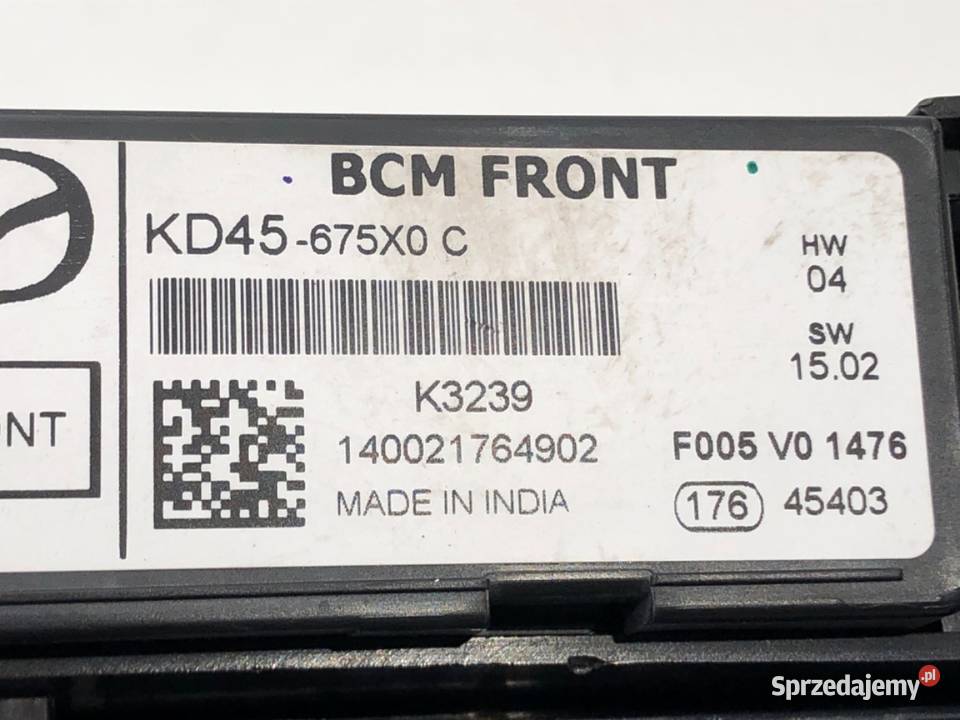 BCM FRONT
KD45-675X0 C
HW
04
SW
15.02
K3239
140021764902
MADE IN INDIA
F005 V0 1476
176 45403
Sprzedajemy.pl